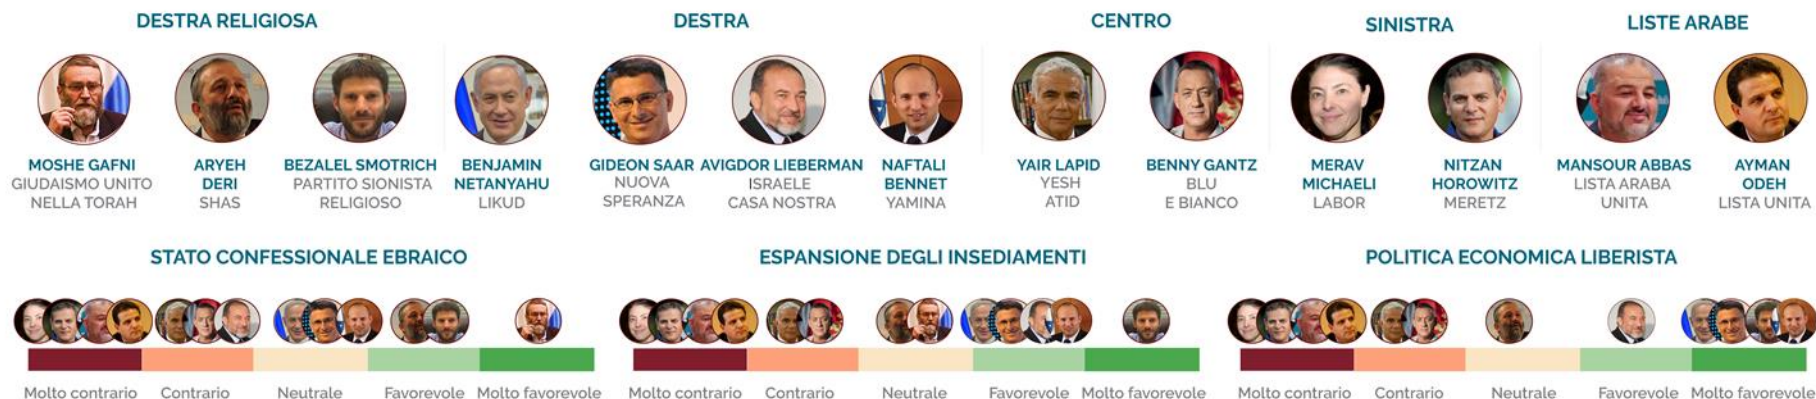 DESTRA RELIGIOSA
DESTRA
CENTRO
SINISTRA
LISTE ARABE
MOSHE GAFNI
GIUDAISMO UNITO
NELLA TORAH
ARYEH
DERI
SHAS
BEZALEL SMOTRICH
PARTITO SIONISTA
RELIGIOSO
BENJAMIN
NETANYAHU
LIKUD
GIDEON SAAR
NUOVA
SPERANZA
AVIGDOR LIEBERMAN
ISRAELE
CASA NOSTRA
NAFTALI
BENNET
YAMINA
YAIR LAPID
YESH
ATID
BENNY GANTZ
BLU
E BIANCO
MERAV
MICHAELI
LABOR
NITZAN
HOROWITZ
MERETZ
MANSOUR ABBAS
LISTA ARABA
UNITA
AYMAN
ODEH
LISTA UNITA
STATO CONFESSIONALE EBRAICO
Molto contrario
Contrario
Neutrale
Favorevole
Molto favorevole
ESPANSIONE DEGLI INSEDIAMENTI
Molto contrario
Contrario
Neutrale
Favorevole
Molto favorevole
POLITICA ECONOMICA LIBERISTA
Molto contrario
Contrario
Neutrale
Favorevole
Molto favorevole